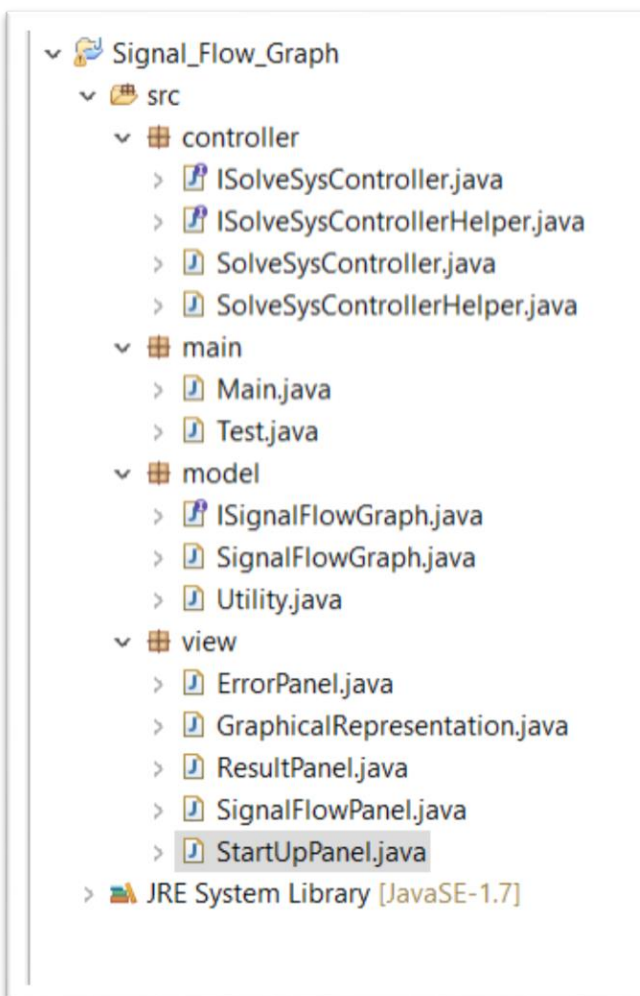 Signal_Flow_Graph
src
controller
ISolveSysController.java
ISolveSysControllerHelper.java
SolveSysController.java
SolveSysControllerHelper.java
main
Main.java
Test.java
model
ISignalFlowGraph.java
SignalFlowGraph.java
Utility.java
view
ErrorPanel.java
GraphicalRepresentation.java
ResultPanel.java
SignalFlowPanel.java
StartUpPanel.java
JRE System Library [JavaSE-1.7]